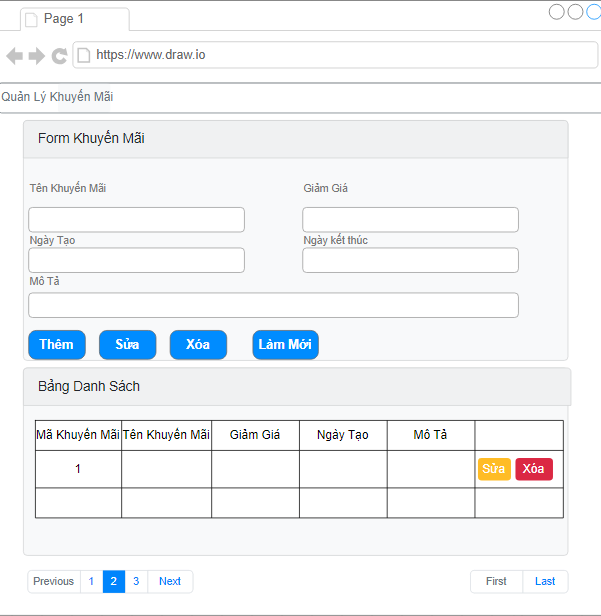 Page 1
https://www.draw.io
Quản Lý Khuyến Mãi
Form Khuyến Mãi
Tên Khuyến Mãi Giảm Giá
Ngày Tạo Ngày kết thúc
Mô Tả
Thêm Sửa Xóa Làm Mới
Bảng Danh Sách
Mã Khuyến Mãi Tên Khuyến Mãi Giảm Giá Ngày Tạo Mô Tả
1 Sửa Xóa
Previous 1 2 3 Next First Last